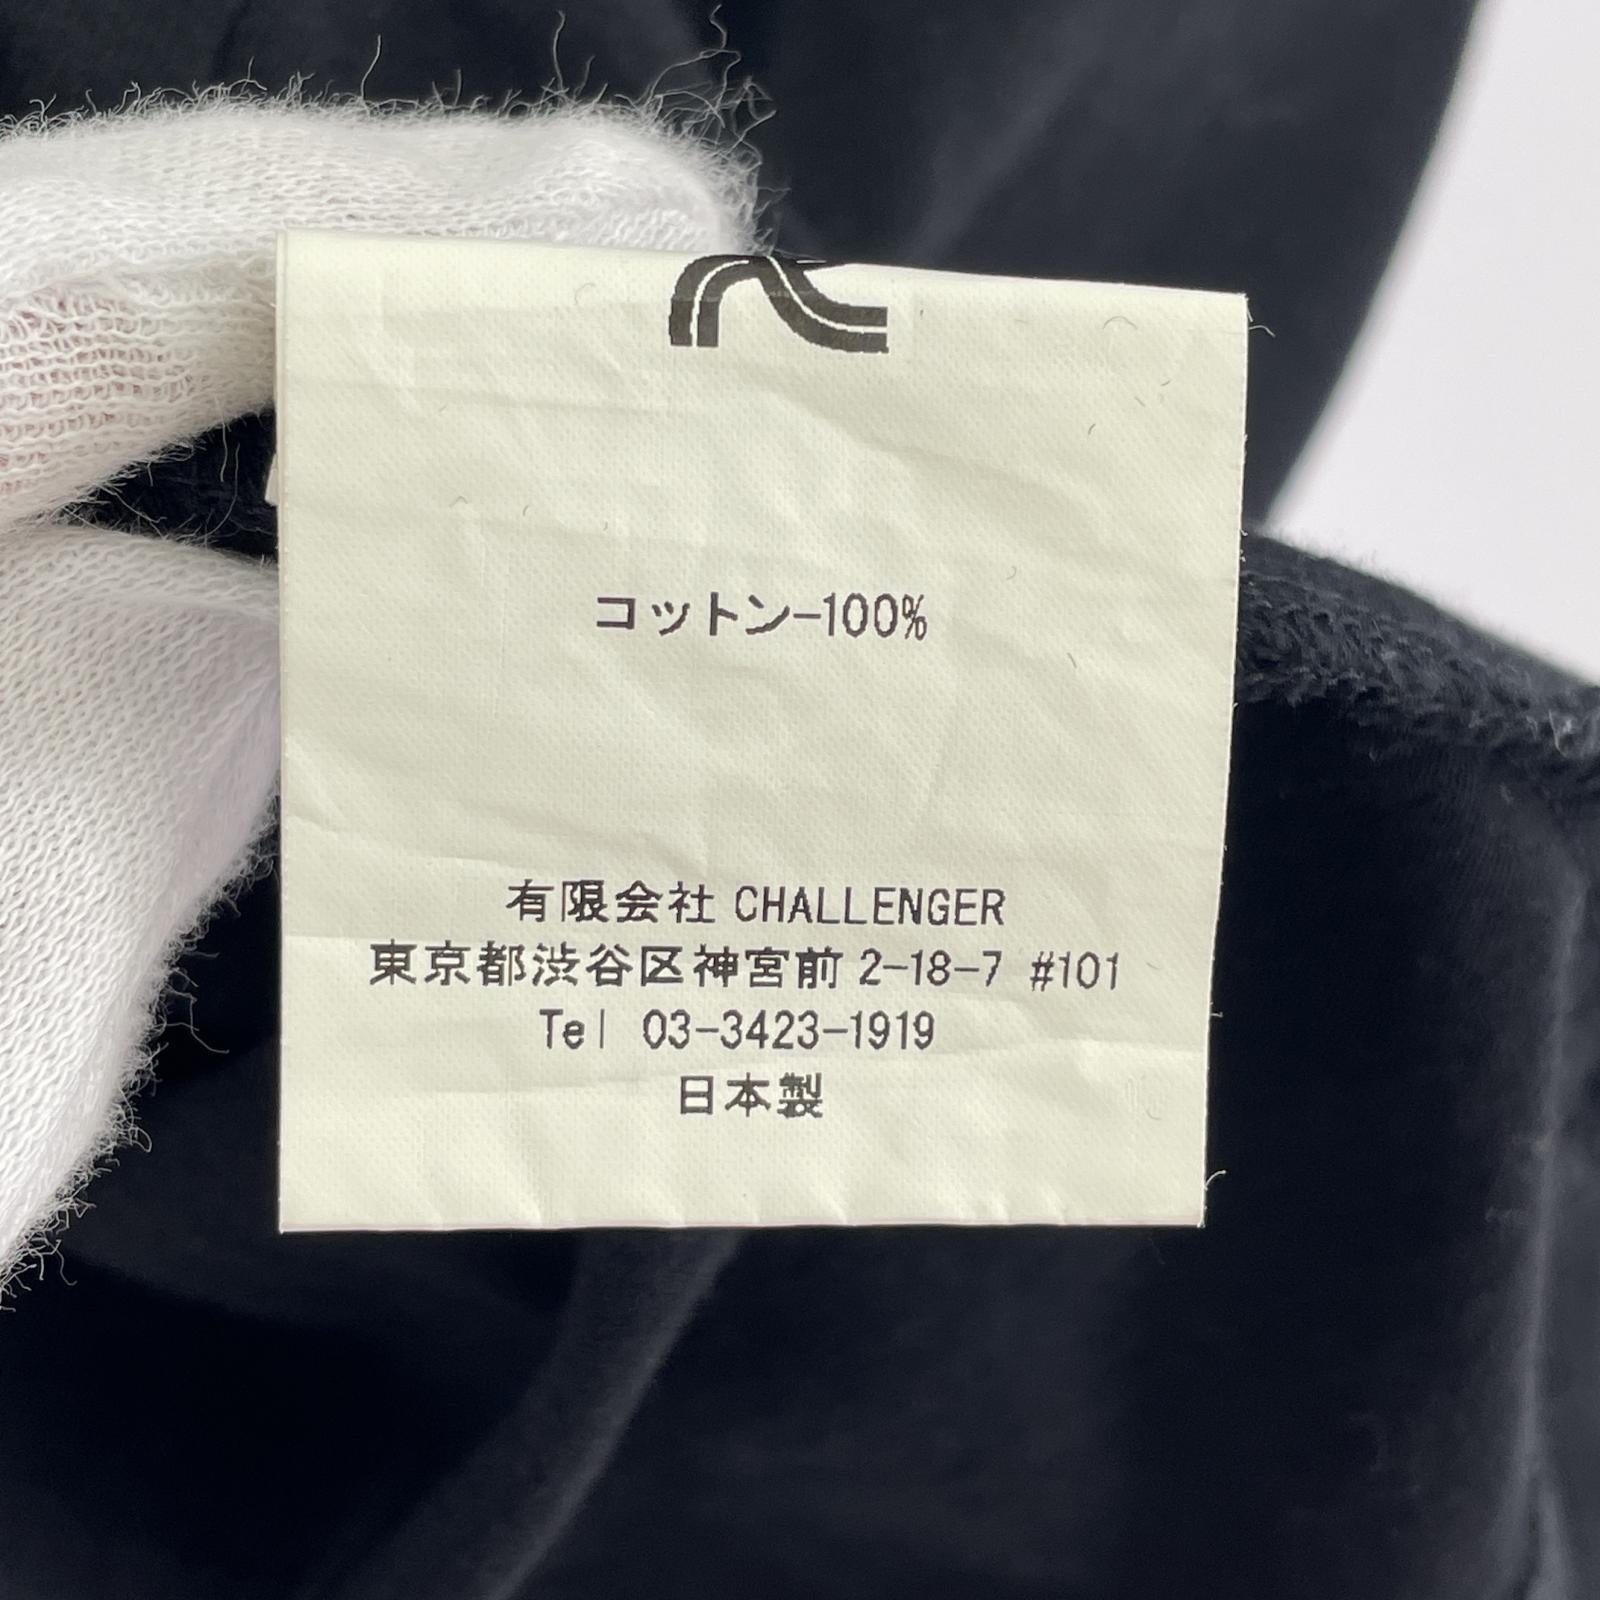 コットン-100%
有限会社 CHALLENGER
東京都渋谷区神宮前 2-18-7 #101
Tel 03-3423-1919
日本製